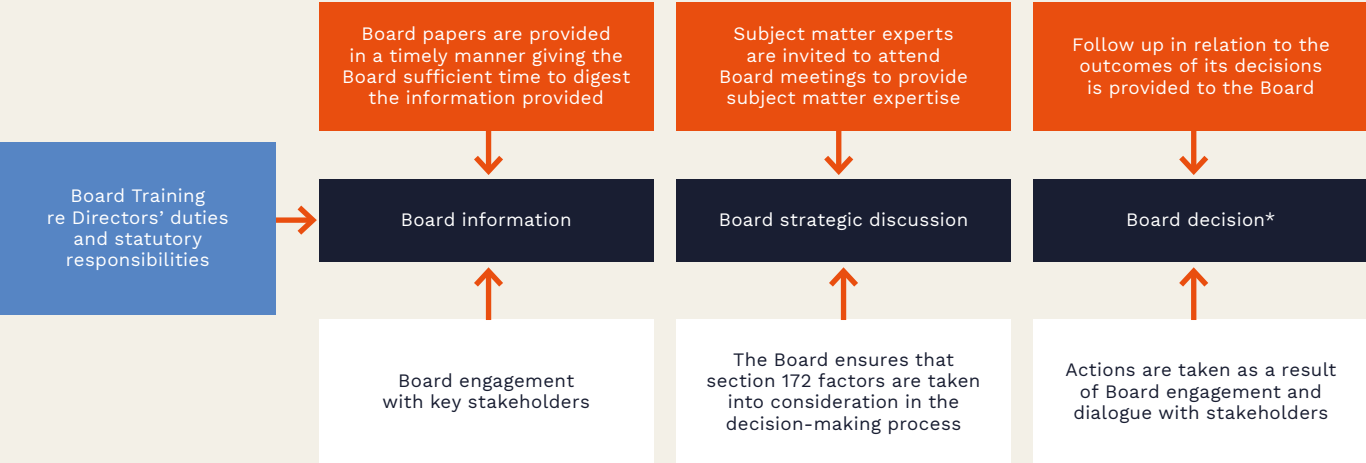 Board papers are provided
in a timely manner giving the
Board sufficient time to digest
the information provided
Subject matter experts
are invited to attend
Board meetings to provide
subject matter expertise
Follow up in relation to the
outcomes of its decisions
is provided to the Board
Board Training
re Directors’ duties
and statutory
responsibilities
Board information
Board strategic discussion
Board decision*
Board engagement
with key stakeholders
The Board ensures that
section 172 factors are taken
into consideration in the
decision-making process
Actions are taken as a result
of Board engagement and
dialogue with stakeholders